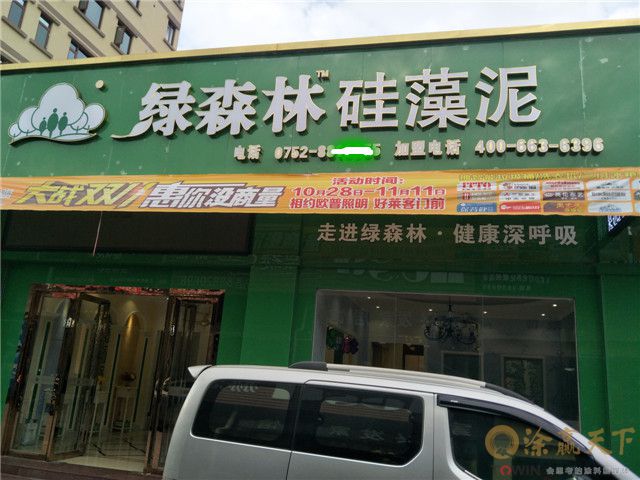 绿森林™硅藻泥
电话 0752-88 5 加盟电话 400-663-6396
大战双11 惠你没商量
活动时间：
10月28日-11月11日
相约欧普照明 好莱客门前
走进绿森林·健康深呼吸
涂赢天下